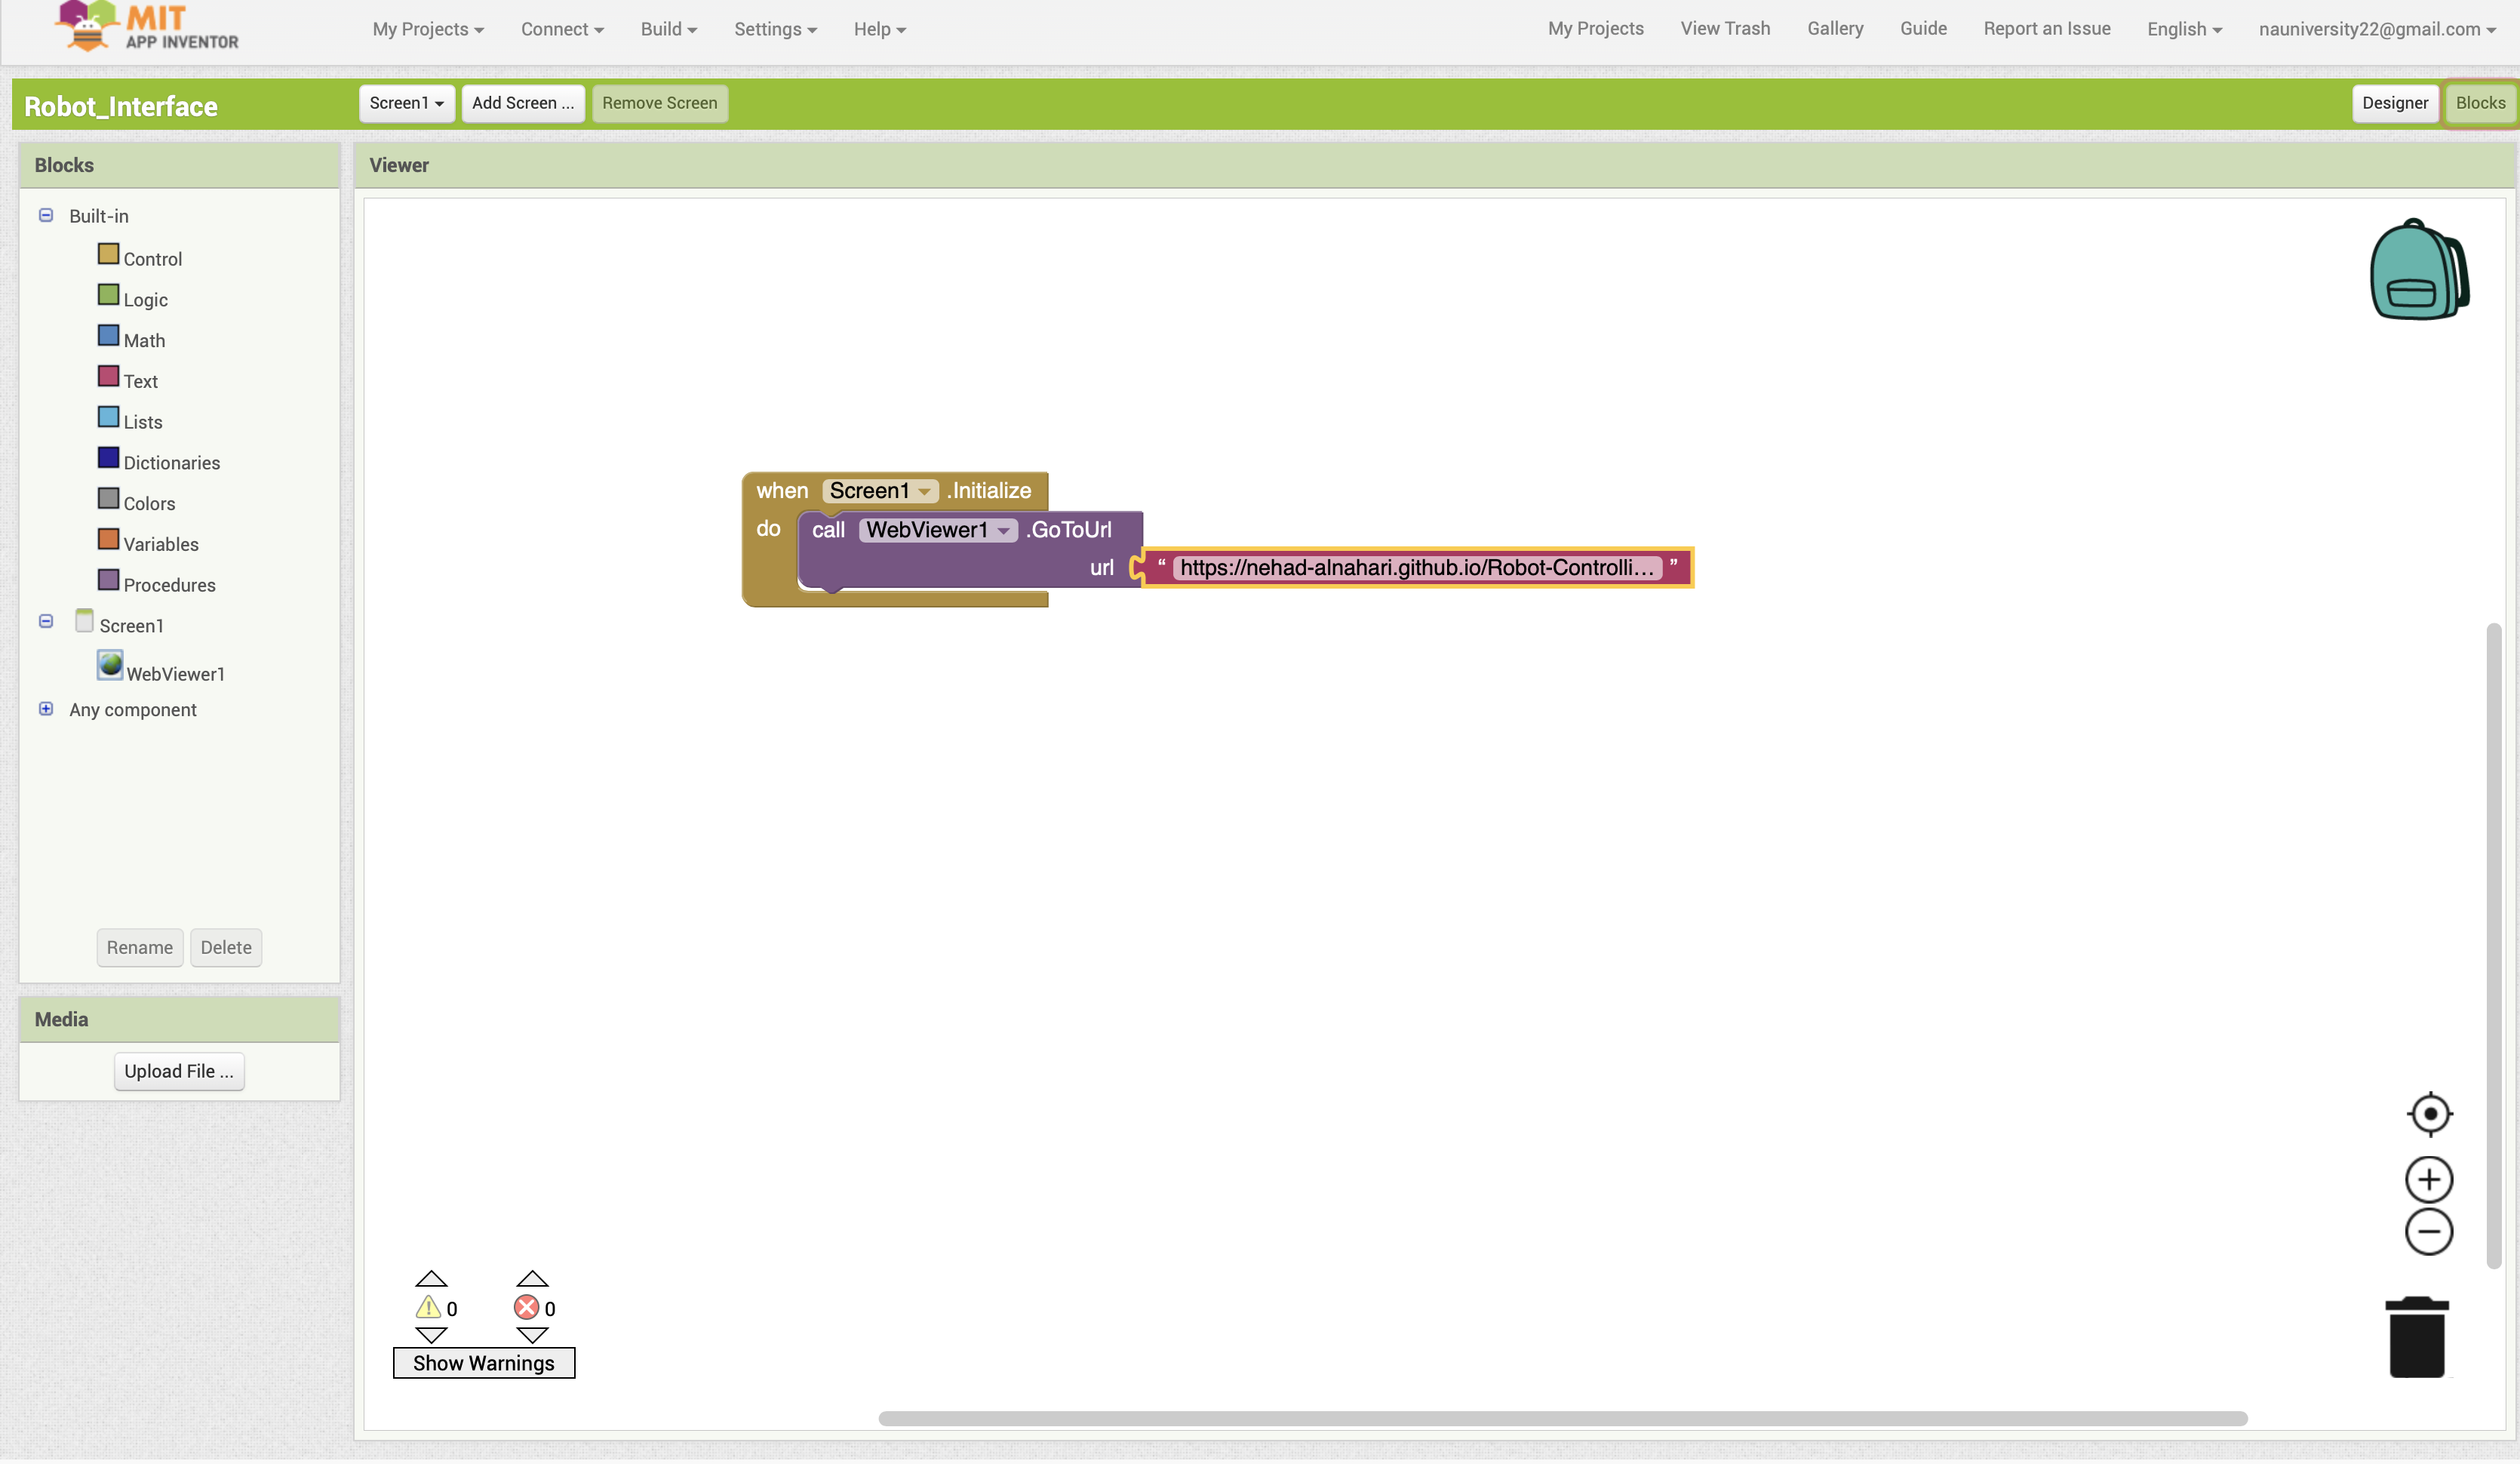 MIT
APP INVENTOR
My Projects Connect Build Settings Help My Projects View Trash Gallery Guide Report an Issue English nauniversity22@gmail.com
Robot_Interface Screen1 Add Screen ... Remove Screen Designer Blocks
Blocks
Built-in
Control
Logic
Math
Text
Lists
Dictionaries
Colors
Variables
Procedures
Screen1
WebViewer1
Any component
Rename Delete
Media
Upload File ...
Viewer
when Screen1 .Initialize
do call WebViewer1 .GoToUrl
url “ https://nehad-alnahari.github.io/Robot-Controlli... ”
0 0
Show Warnings